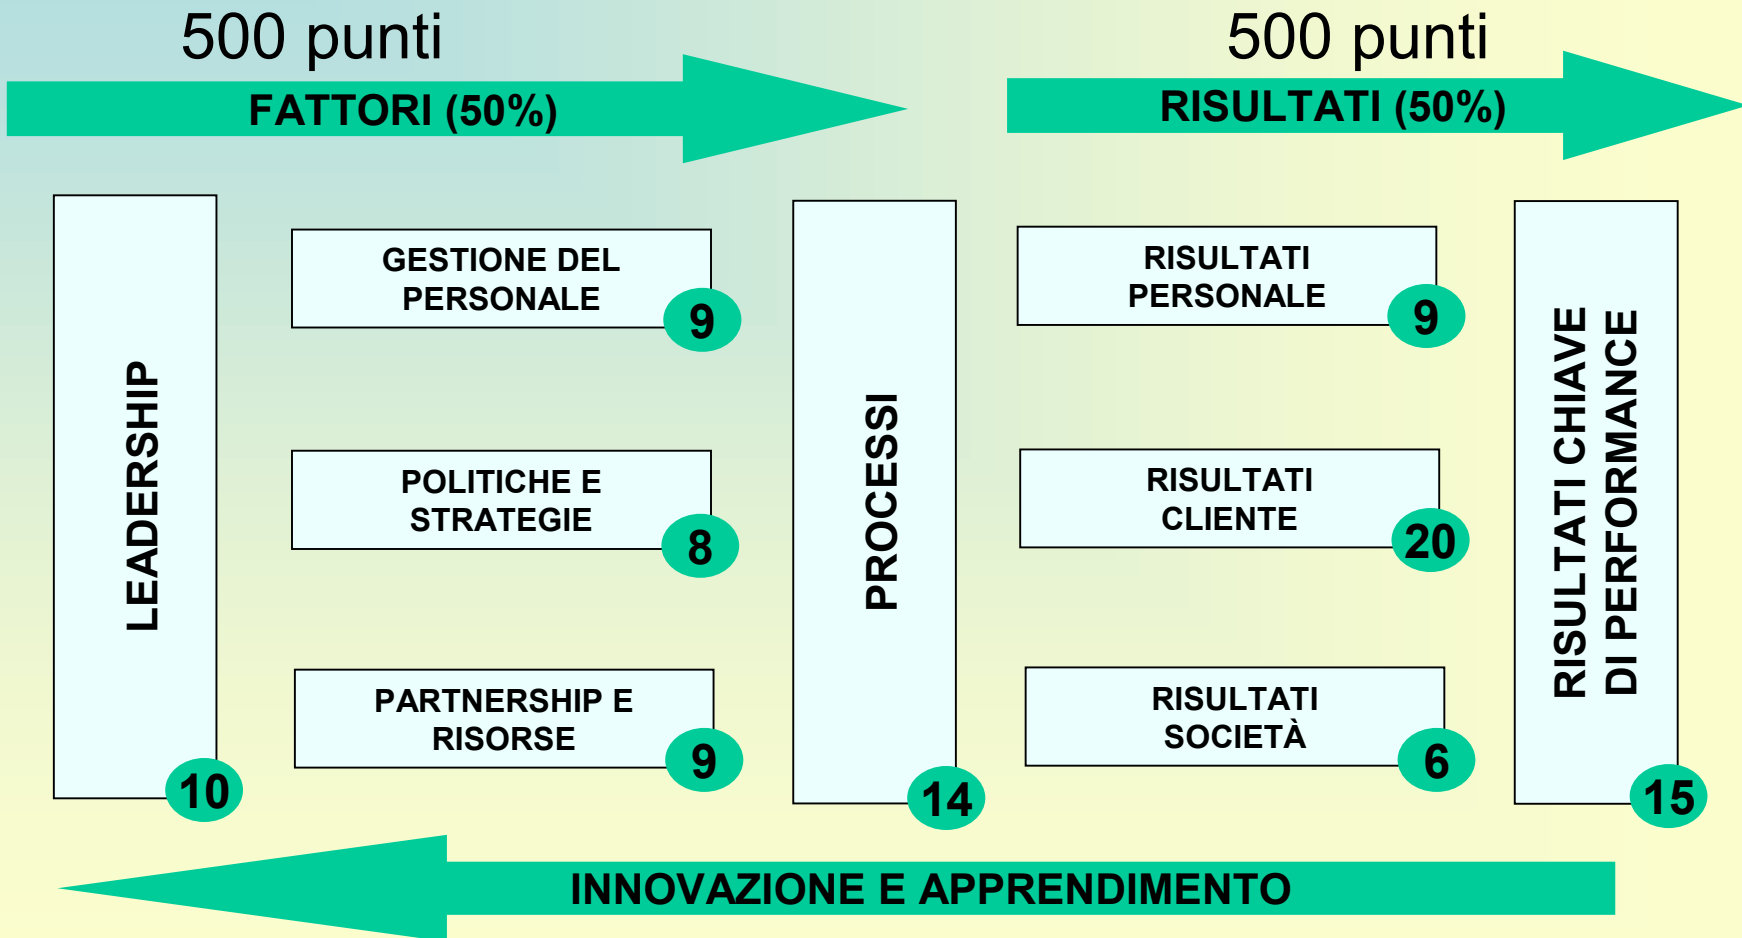 500 punti
500 punti
FATTORI (50%)
RISULTATI (50%)
LEADERSHIP
10
GESTIONE DEL
PERSONALE
9
POLITICHE E
STRATEGIE
8
PARTNERSHIP E
RISORSE
9
PROCESSI
14
RISULTATI
PERSONALE
9
RISULTATI
CLIENTE
20
RISULTATI
SOCIETÀ
6
RISULTATI CHIAVE
DI PERFORMANCE
15
INNOVAZIONE E APPRENDIMENTO